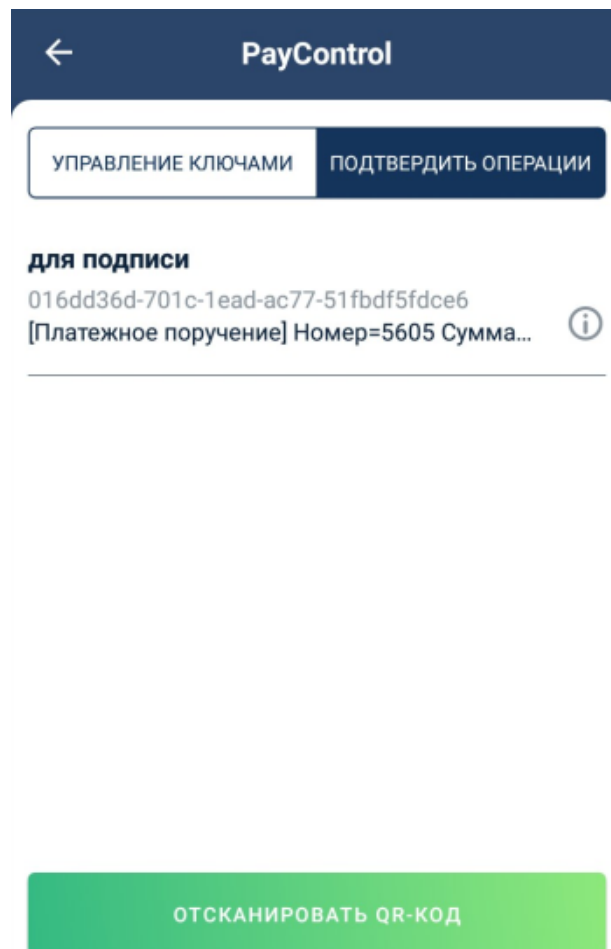 PayControl
УПРАВЛЕНИЕ КЛЮЧАМИ
ПОДТВЕРДИТЬ ОПЕРАЦИИ
для подписи
016dd36d-701c-1ead-ac77-51fbdf5fdce6
[Платежное поручение] Номер=5605 Сумма...
ОТСКАНИРОВАТЬ QR-КОД